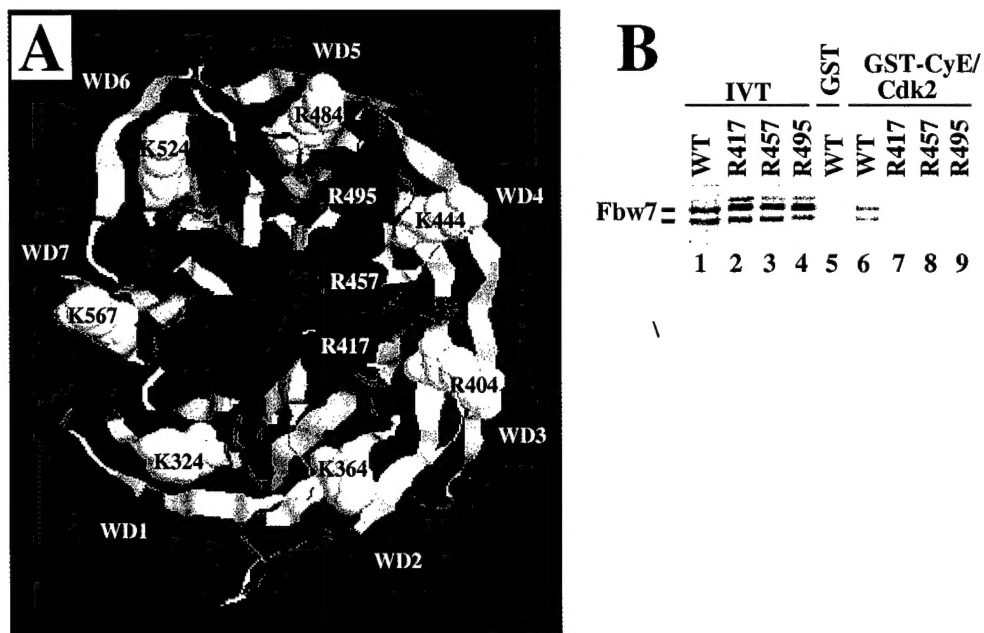 A
WD5
WD6
R484
K524
R495
WD4
K444
WD7
R457
K567
R417
R404
WD3
K324
K364
WD1
WD2
B
GST-CyE/
IVT GST Cdk2
WT R417 R457 R495 WT WT R417 R457 R495
Fbw7
1 2 3 4 5 6 7 8 9
\